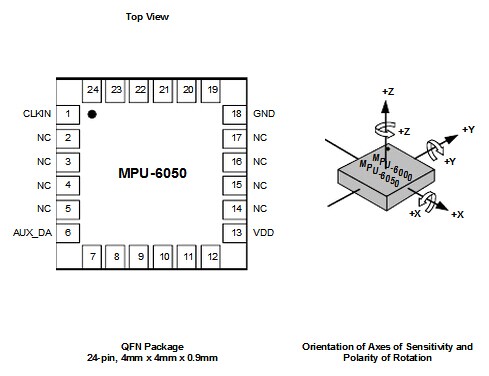 Top View
24 23 22 21 20 19
CLKIN 1 18 GND
NC 2 17 NC
NC 3 16 NC
MPU-6050
NC 4 15 NC
NC 5 14 NC
AUX_DA 6 13 VDD
7 8 9 10 11 12
+Z
+Z
+Y
+Y
MPU-6000
MPU-6050
+X
+X
QFN Package
24-pin, 4mm x 4mm x 0.9mm
Orientation of Axes of Sensitivity and
Polarity of Rotation